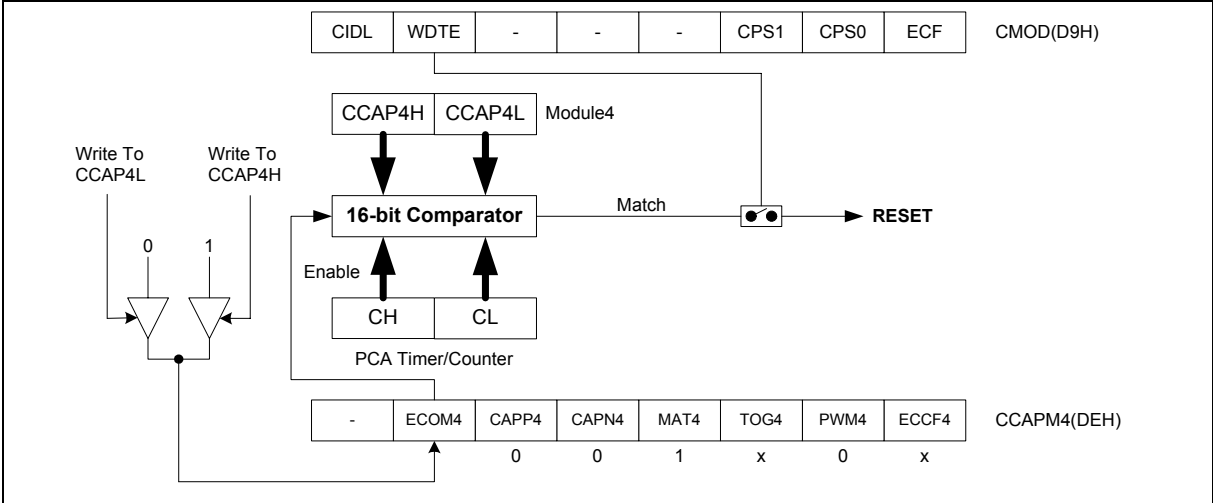 CIDL WDTE - - - CPS1 CPS0 ECF CMOD(D9H)
CCAP4H CCAP4L Module4
Write To
CCAP4L
Write To
CCAP4H
16-bit Comparator
Match
RESET
0 1
Enable
CH CL
PCA Timer/Counter
- ECOM4 CAPP4 CAPN4 MAT4 TOG4 PWM4 ECCF4 CCAPM4(DEH)
0 0 1 x 0 x